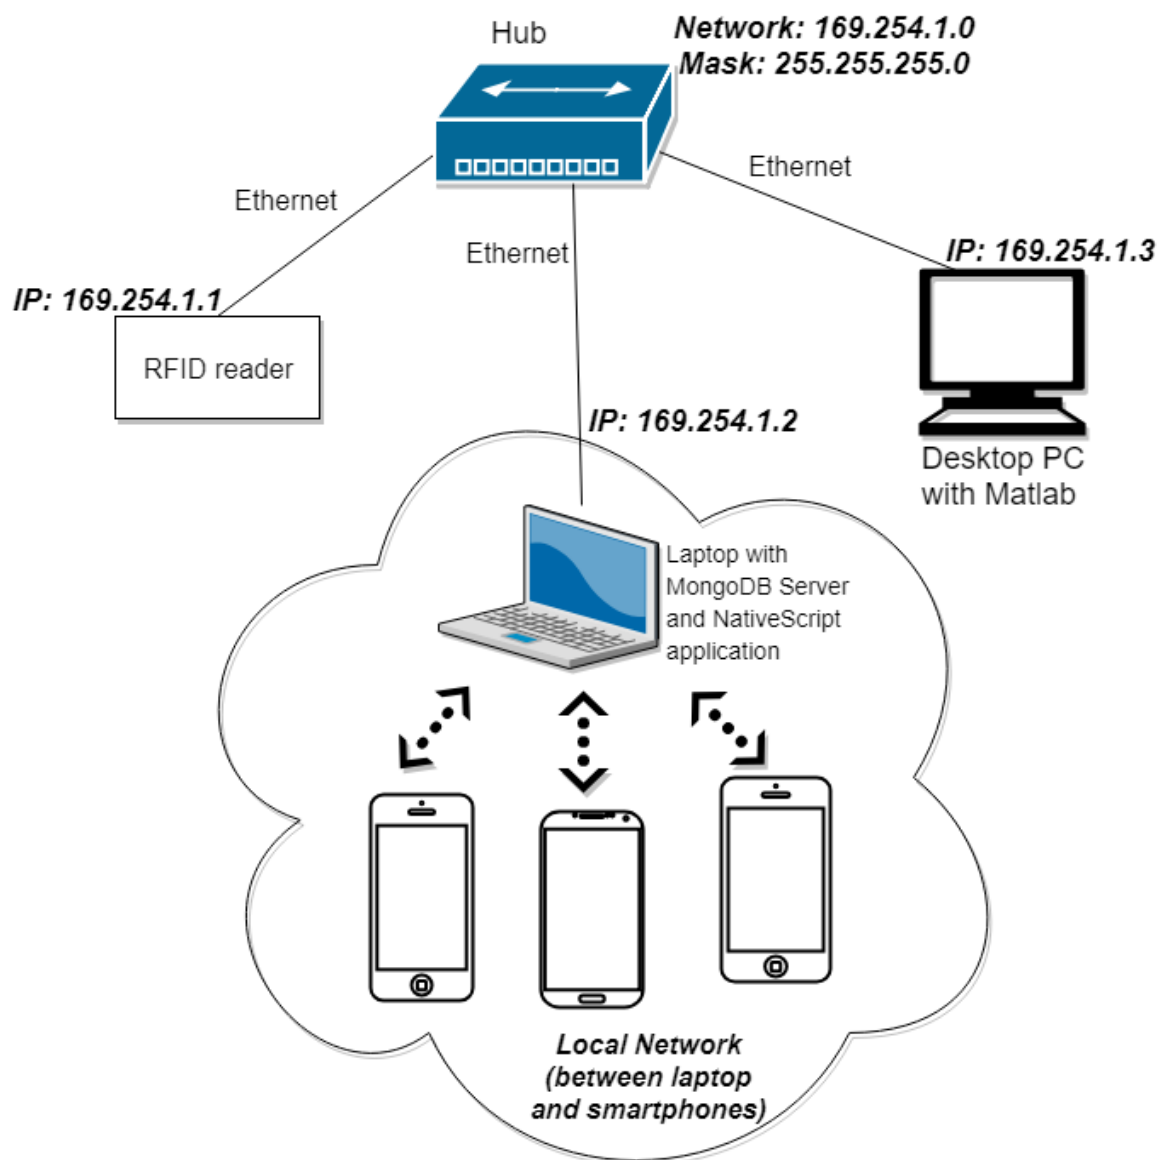 Hub
Network: 169.254.1.0
Mask: 255.255.255.0
Ethernet
Ethernet
Ethernet
IP: 169.254.1.3
IP: 169.254.1.1
RFID reader
IP: 169.254.1.2
Desktop PC
with Matlab
Laptop with
MongoDB Server
and NativeScript
application
Local Network
(between laptop
and smartphones)